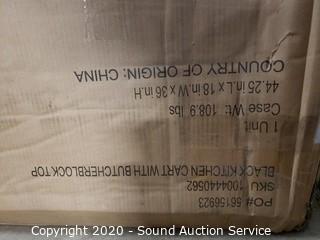 PO# 56156923
SKU: 1004440562
BLACK KITCHEN CART WITH BUTCHERBLOCK TOP
1 Unit
Case Wt: 108.9 lbs
44.25 in.L x 18 in.W x 36 in.H
COUNTRY OF ORIGIN: CHINA
Copyright 2020 - Sound Auction Service